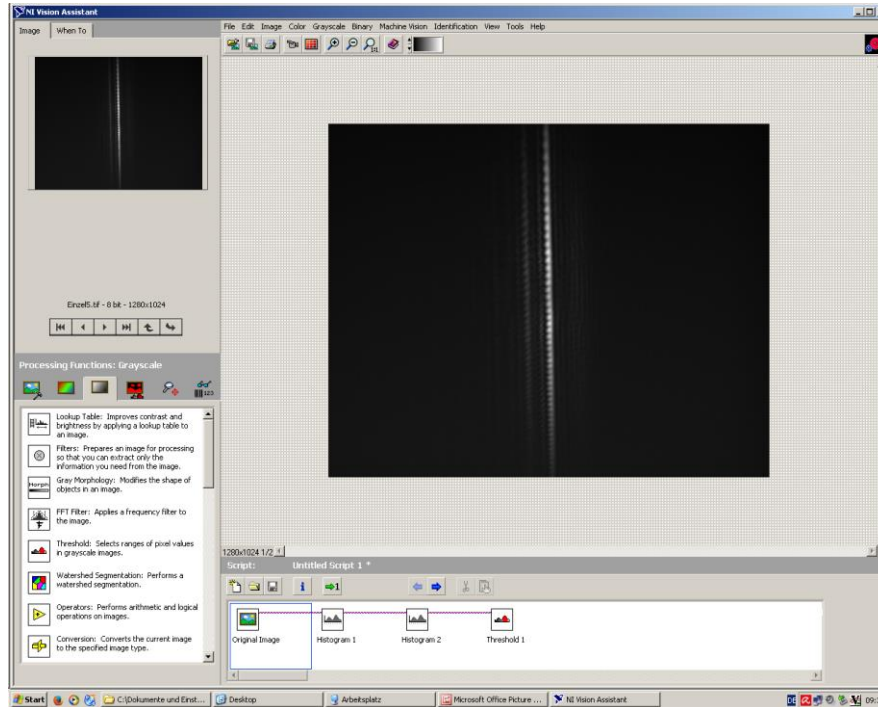 NI Vision Assistant
Image When To
File Edit Image Color Grayscale Binary Machine Vision Identification View Tools Help
1:1
Einzel5.tif - 8 bit - 1280x1024
Processing Functions: Grayscale
123
Lookup Table: Improves contrast and
brightness by applying a lookup table to
an image.
Filters: Prepares an image for processing
so that you can extract only the
information you need from the image.
Morph
Gray Morphology: Modifies the shape of
objects in an image.
FFT Filter: Applies a frequency filter to
the image.
Threshold: Selects ranges of pixel values
in grayscale images.
Watershed Segmentation: Performs a
watershed segmentation.
Operators: Performs arithmetic and logical
operations on images.
Conversion: Converts the current image
to the specified image type.
1280x1024 1/2
Script: Untitled Script 1 *
1
Original Image Histogram 1 Histogram 2 Threshold 1
Start C:\Dokumente und Einst... Desktop Arbeitsplatz Microsoft Office Picture ... NI Vision Assistant DE